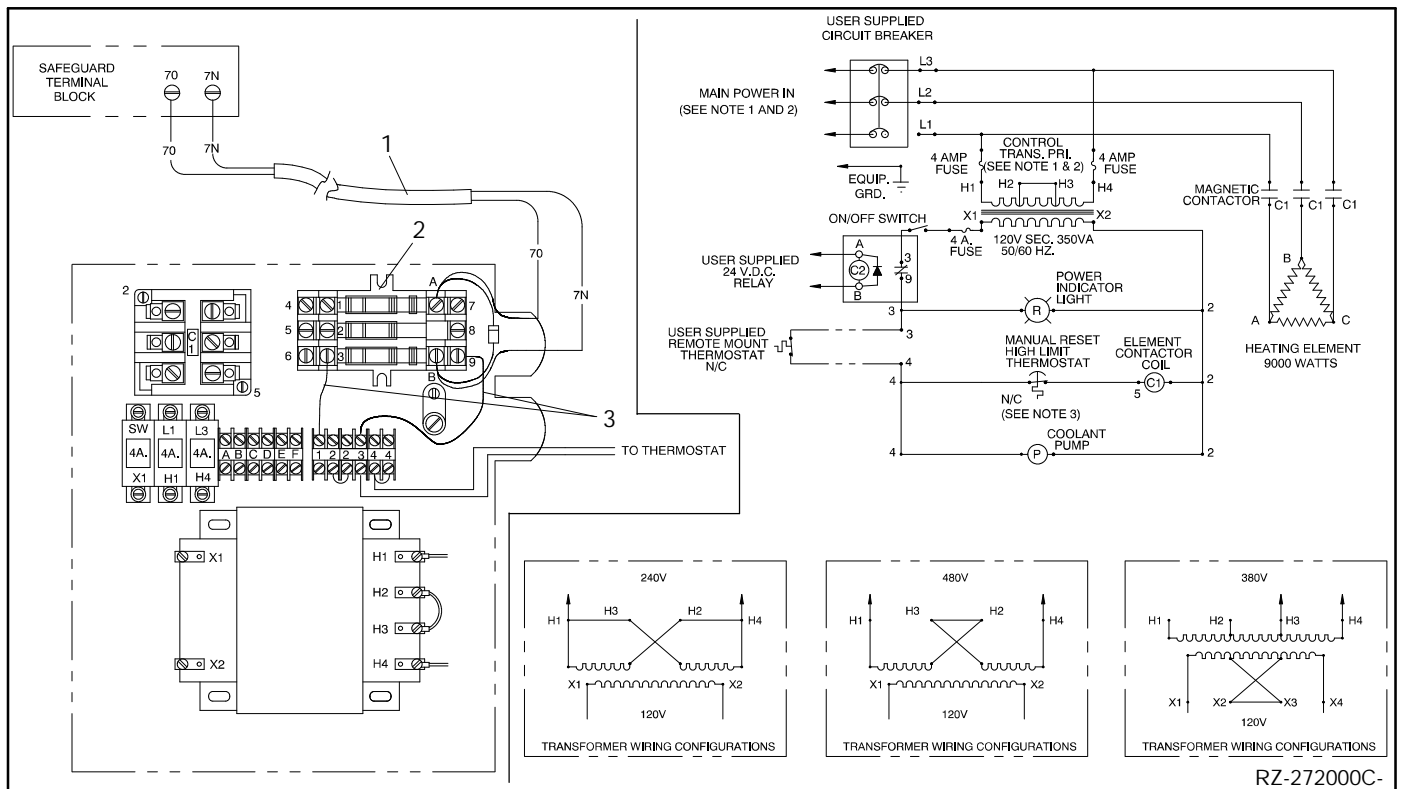 SAFEGUARD
TERMINAL
BLOCK
70 7N
70 7N
1
70
7N
2
A
2
4 1 7
5 2 8
6 3 9
B
C
1
5
3
SW L1 L3
4A. 4A. 4A.
X1 H1 H4
A B C D E F 1 2 2 3 4 4
TO THERMOSTAT
X1 H1
H2
H3
X2 H4
USER SUPPLIED
CIRCUIT BREAKER
L3
MAIN POWER IN
(SEE NOTE 1 AND 2)
L2
L1
EQUIP.
GRD.
4 AMP
FUSE
CONTROL
TRANS. PRI.
(SEE NOTE 1 & 2)
4 AMP
FUSE
H1 H2 H3 H4
MAGNETIC
CONTACTOR
C1 C1 C1
ON/OFF SWITCH
X1 X2
4 A.
FUSE
120V SEC. 350VA
50/60 HZ.
USER SUPPLIED
24 V.D.C.
RELAY
A
C2
B
3
9
POWER
INDICATOR
LIGHT
3 R 2
B
A C
HEATING ELEMENT
9000 WATTS
USER SUPPLIED
REMOTE MOUNT
THERMOSTAT
N/C
3
4
MANUAL RESET
HIGH LIMIT
THERMOSTAT
ELEMENT
CONTACTOR
COIL
4 5 C1 2
N/C
(SEE NOTE 3)
COOLANT
PUMP
4 P 2
240V
H1 H3 H2 H4
X1 X2
120V
TRANSFORMER WIRING CONFIGURATIONS
480V
H1 H3 H2 H4
X1 X2
120V
TRANSFORMER WIRING CONFIGURATIONS
380V
H1 H2 H3 H4
X1 X2 X3 X4
120V
TRANSFORMER WIRING CONFIGURATIONS
RZ-272000C-